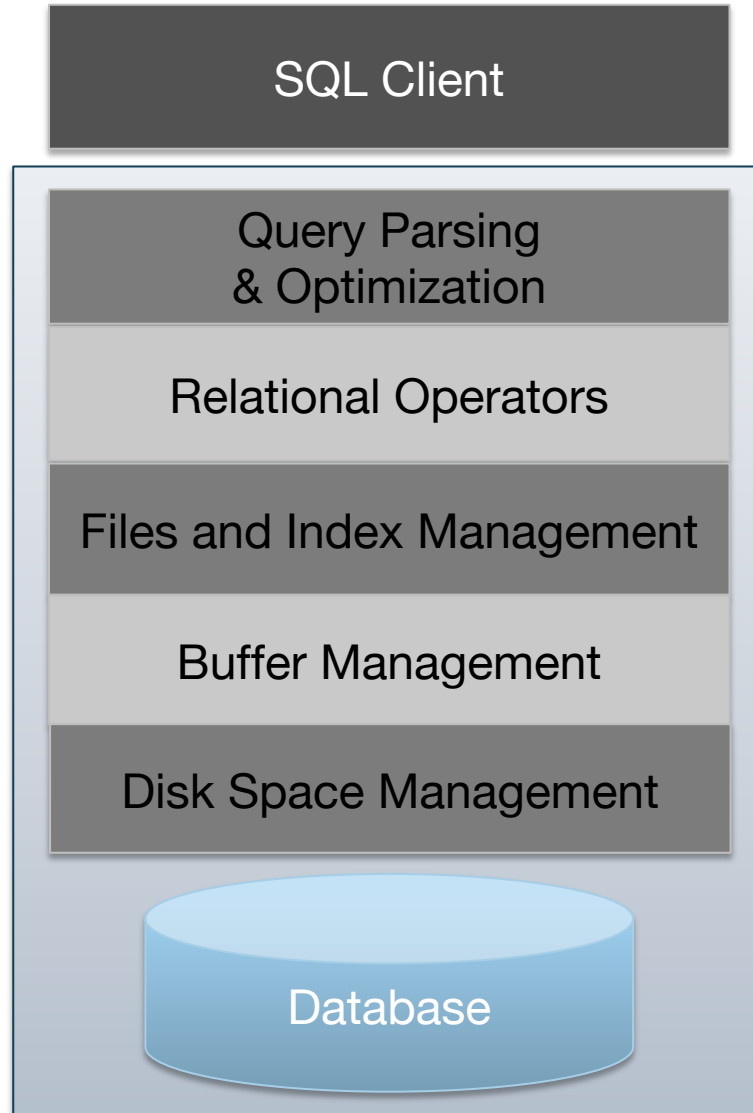 SQL Client
Query Parsing
& Optimization
Relational Operators
Files and Index Management
Buffer Management
Disk Space Management
Database